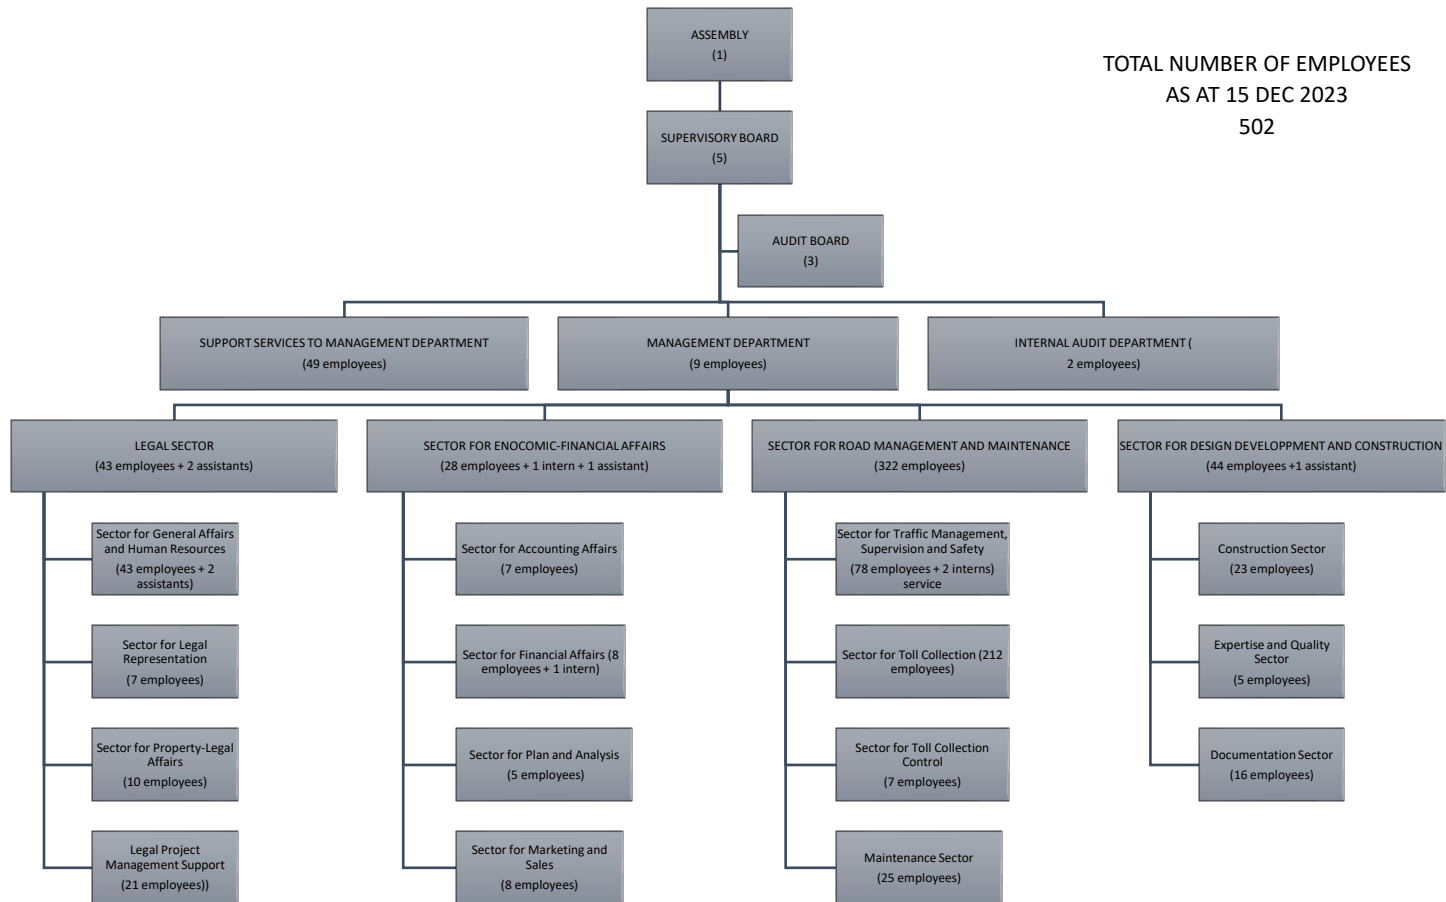 ASSEMBLY
(1)
TOTAL NUMBER OF EMPLOYEES
AS AT 15 DEC 2023
502
SUPERVISORY BOARD
(5)
AUDIT BOARD
(3)
SUPPORT SERVICES TO MANAGEMENT DEPARTMENT
(49 employees)
MANAGEMENT DEPARTMENT
(9 employees)
INTERNAL AUDIT DEPARTMENT (
2 employees)
LEGAL SECTOR
(43 employees + 2 assistants)
SECTOR FOR ENOCOMIC-FINANCIAL AFFAIRS
(28 employees + 1 intern + 1 assistant)
SECTOR FOR ROAD MANAGEMENT AND MAINTENANCE
(322 employees)
SECTOR FOR DESIGN DEVELOPMENT AND CONSTRUCTION
(44 employees +1 assistant)
Sector for General Affairs
and Human Resources
(43 employees + 2
assistants)
Sector for Legal
Representation
(7 employees)
Sector for Property-Legal
Affairs
(10 employees)
Legal Project
Management Support
(21 employees))
Sector for Accounting Affairs
(7 employees)
Sector for Financial Affairs (8
employees + 1 intern)
Sector for Plan and Analysis
(5 employees)
Sector for Marketing and
Sales
(8 employees)
Sector for Traffic Management,
Supervision and Safety
(78 employees + 2 interns)
service
Sector for Toll Collection (212
employees)
Sector for Toll Collection
Control
(7 employees)
Maintenance Sector
(25 employees)
Construction Sector
(23 employees)
Expertise and Quality
Sector
(5 employees)
Documentation Sector
(16 employees)